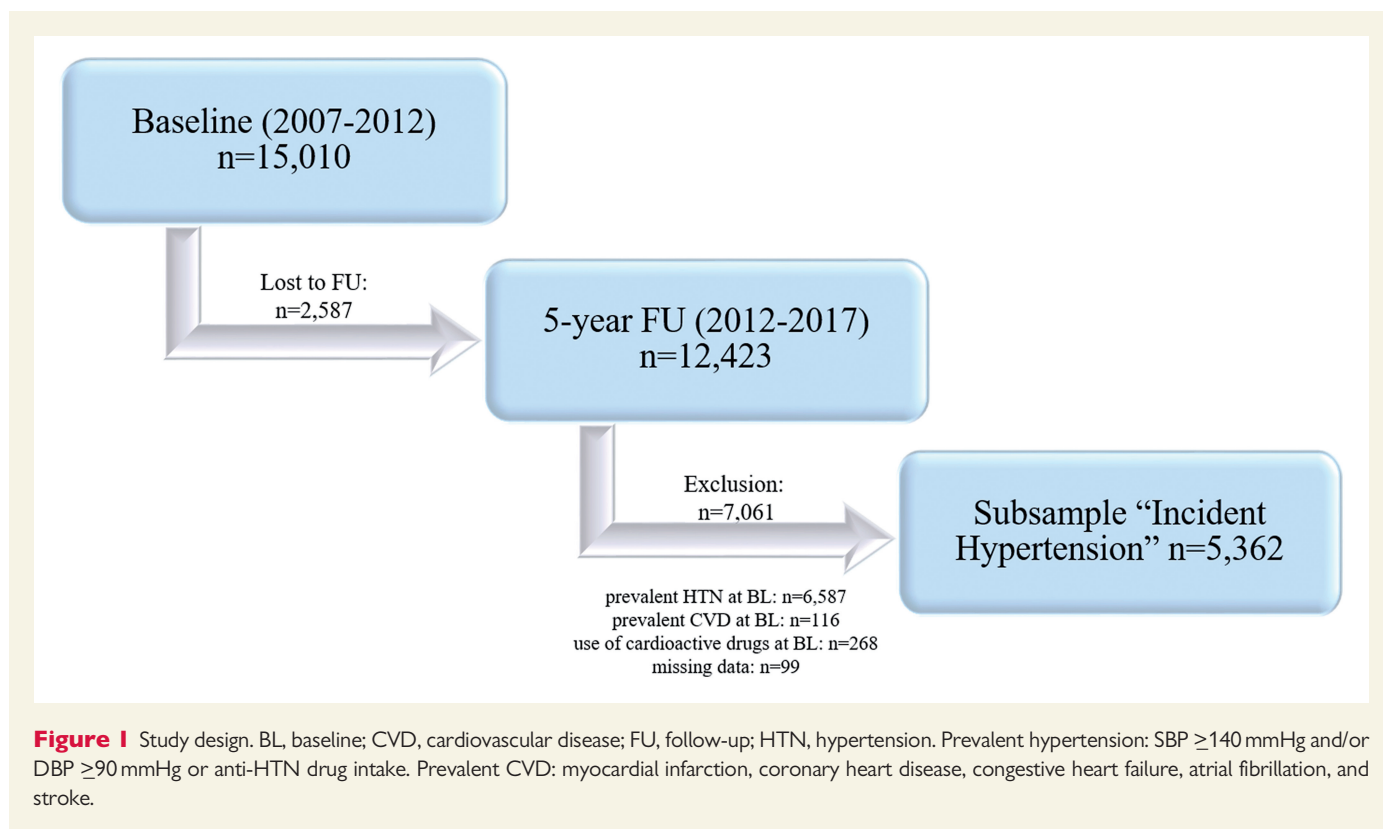 Baseline (2007-2012)
n=15,010
Lost to FU:
n=2,587
5-year FU (2012-2017)
n=12,423
Exclusion:
n=7,061
prevalent HTN at BL: n=6,587
prevalent CVD at BL: n=116
use of cardioactive drugs at BL: n=268
missing data: n=99
Subsample “Incident
Hypertension” n=5,362
Figure 1 Study design. BL, baseline; CVD, cardiovascular disease; FU, follow-up; HTN, hypertension. Prevalent hypertension: SBP ≥140 mmHg and/or
DBP ≥90 mmHg or anti-HTN drug intake. Prevalent CVD: myocardial infarction, coronary heart disease, congestive heart failure, atrial fibrillation, and
stroke.